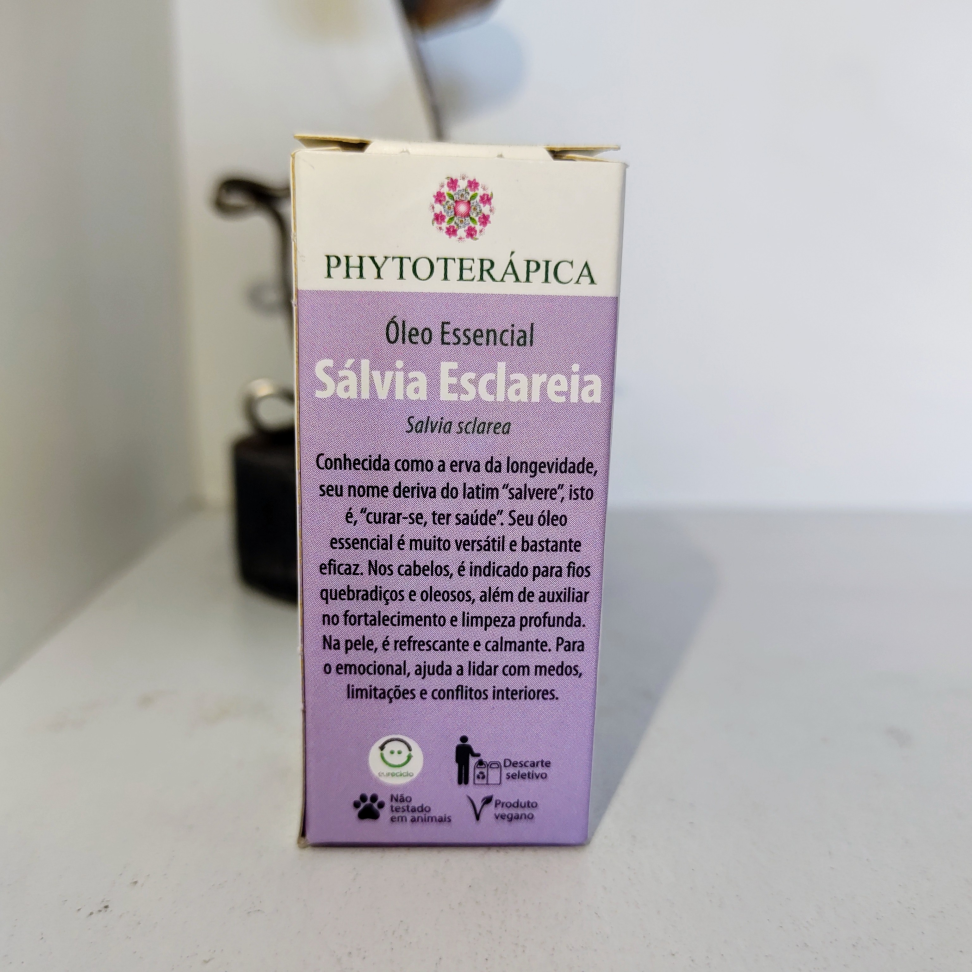 PHYTOTERÁPICA
Óleo Essencial
Sálvia Esclareia
Salvia sclarea
Conhecida como a erva da longevidade,
seu nome deriva do latim “salvere”, isto
é, “curar-se, ter saúde”. Seu óleo
essencial é muito versátil e bastante
eficaz. Nos cabelos, é indicado para fios
quebradiços e oleosos, além de auxiliar
no fortalecimento e limpeza profunda.
Na pele, é refrescante e calmante. Para
o emocional, ajuda a lidar com medos,
limitações e conflitos interiores.
eureciclo
Descarte
seletivo
Não
testado
em animais
Produto
vegano